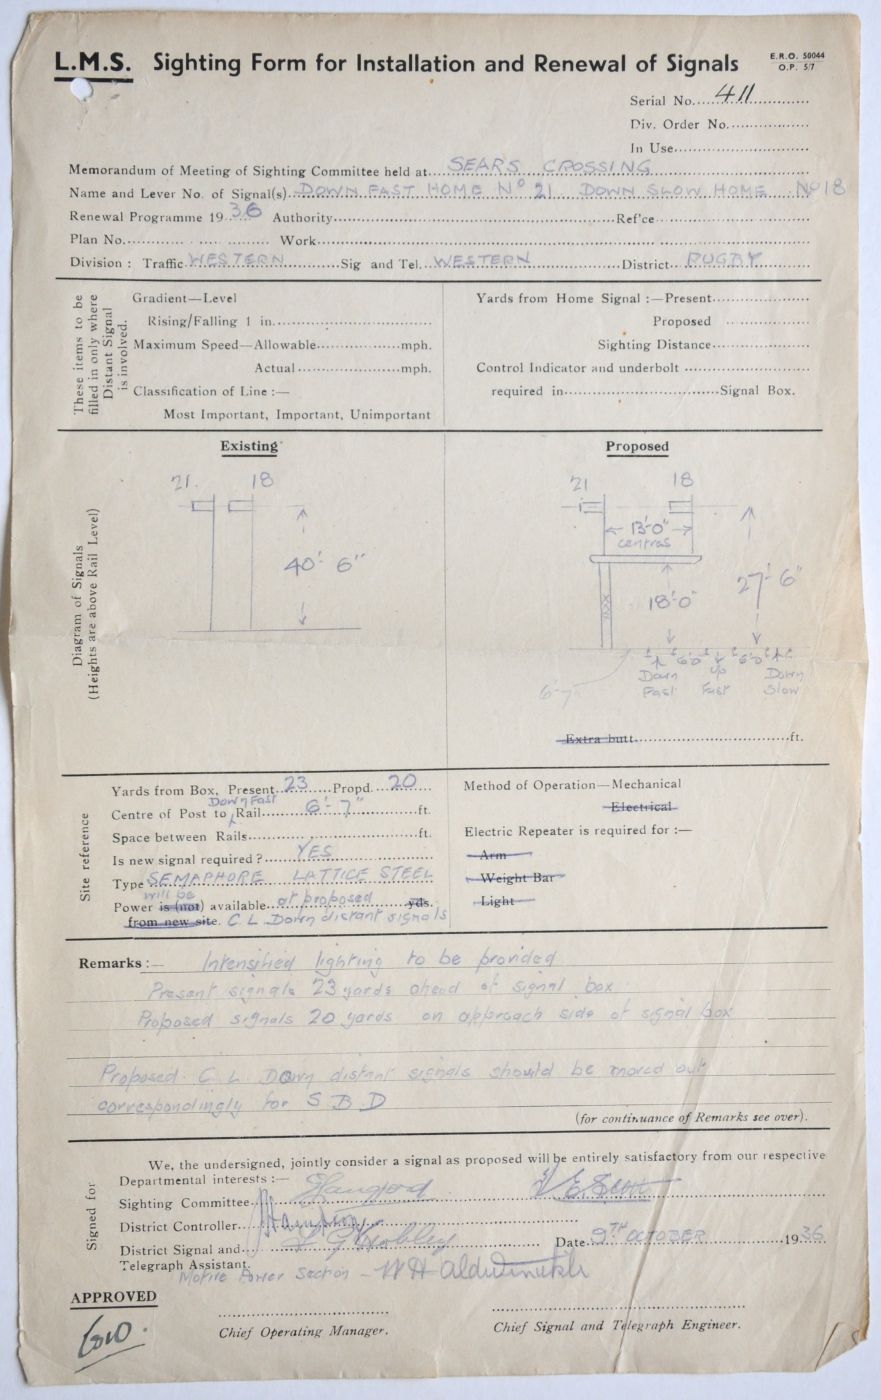 L.M.S. Sighting Form for Installation and Renewal of Signals
E.R.O. 50044
O.P. 57
Serial No. 411
Div. Order No.
In Use
Memorandum of Meeting of Sighting Committee held at SEARS CROSSING
Name and Lever No. of Signal(s) DOWN FAST HOME Nº 21. DOWN SLOW HOME Nº 18
Renewal Programme 1936 Authority Ref'ce
Plan No. Work
Division : Traffic WESTERN Sig and Tel. WESTERN District RUGBY
These items to be filled in only where Distant Signal is involved.
Gradient—Level
Rising/Falling 1 in
Maximum Speed—Allowable mph.
Actual mph.
Classification of Line :—
Most Important, Important, Unimportant
Yards from Home Signal :—Present
Proposed
Sighting Distance
Control Indicator and underbolt
required in Signal Box.
Diagram of Signals
(Heights are above Rail Level)
Existing
21. 18
40'- 6"
Proposed
21 18
13'-0"
centres
18'-0"
27'-6"
6'0 6'0
6'-7
Down Fast
Up Fast
Down Slow
Extra butt ft.
Site reference
Yards from Box, Present 23 Propd. 20
Down Fast
Centre of Post to Rail 6'- 7" ft.
Space between Rails ft.
Is new signal required? YES
Type SEMAPHORE LATTICE STEEL
will be
Power is (not) available at proposed yds.
from new site. C.L. Down distant signals
Method of Operation—Mechanical
Electrical
Electric Repeater is required for :—
Arm
Weight Bar
Light
Remarks :— Intensified lighting to be provided
Present signals 23 yards ahead of signal box.
Proposed signals 20 yards on approach side of signal box
Proposed C.L. Down distant signals should be moved out
correspondingly for S B D
(for continuance of Remarks see over).
Signed for
We, the undersigned, jointly consider a signal as proposed will be entirely satisfactory from our respective
Departmental interests :—
Sighting Committee
District Controller
District Signal and
Telegraph Assistant.
Date 9TH OCTOBER 1936
Motive Power Section -
APPROVED
Chief Operating Manager.
Chief Signal and Telegraph Engineer.